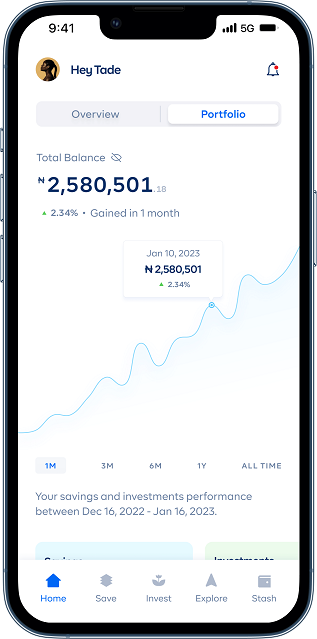 9:41
5G
Hey Tade
Overview
Portfolio
Total Balance
₦2,580,501.18
2.34% • Gained in 1 month
Jan 10, 2023
₦2,580,501
2.34%
1M 3M 6M 1Y ALL TIME
Your savings and investments performance
between Dec 16, 2022 - Jan 16, 2023.
Savings
Investments
Home Save Invest Explore Stash